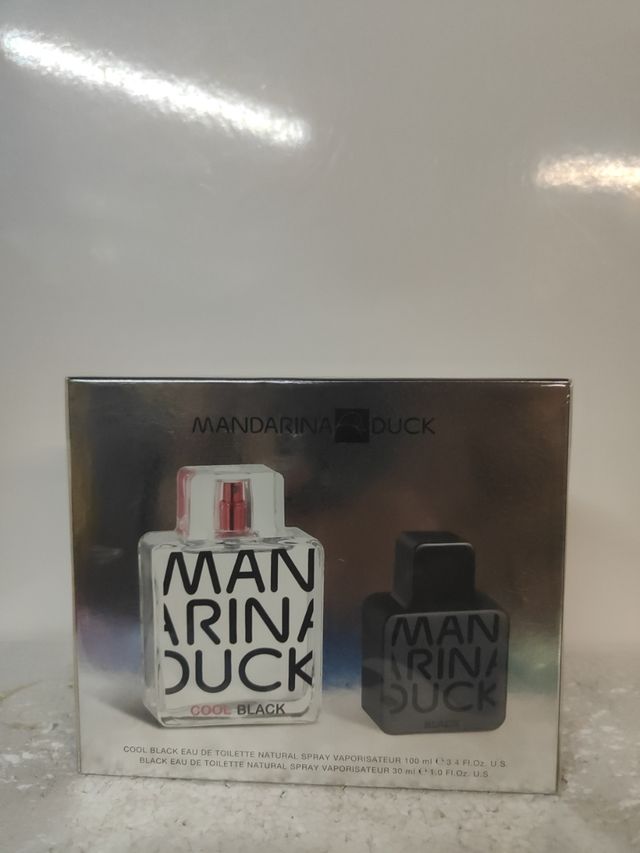 MANDARINA DUCK
MAN
ARINA
DUCK
COOL BLACK
MAN
ARINA
DUCK
BLACK
COOL BLACK EAU DE TOILETTE NATURAL SPRAY VAPORISATEUR 100 ml ℮ 3.4 Fl.Oz. U.S.
BLACK EAU DE TOILETTE NATURAL SPRAY VAPORISATEUR 30 ml ℮ 1.0 Fl.Oz. U.S.